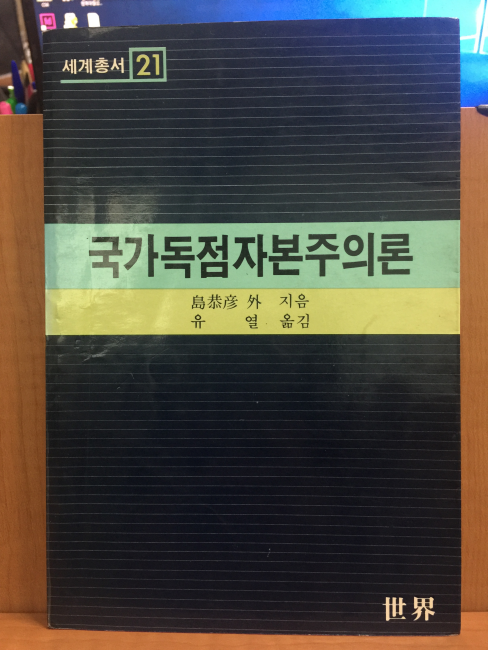 세계총서 21
국가독점자본주의론
島恭彦 外 지음
유 열 옮김
世界